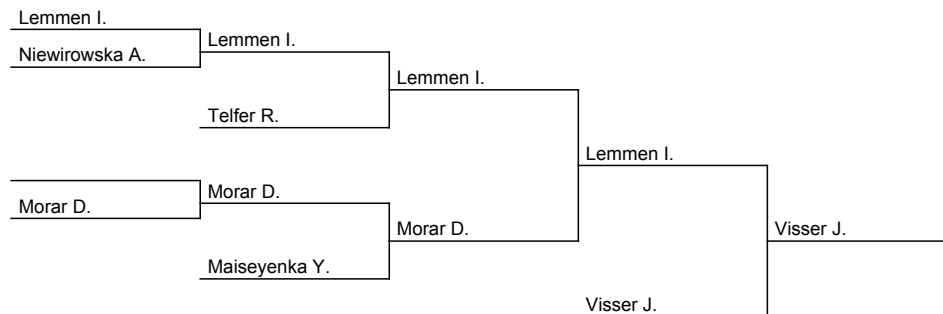 Lemmen I.
Niewirowska A.
Lemmen I.
Lemmen I.
Telfer R.
Lemmen I.
Morar D.
Morar D.
Morar D.
Visser J.
Maiseyenka Y.
Visser J.